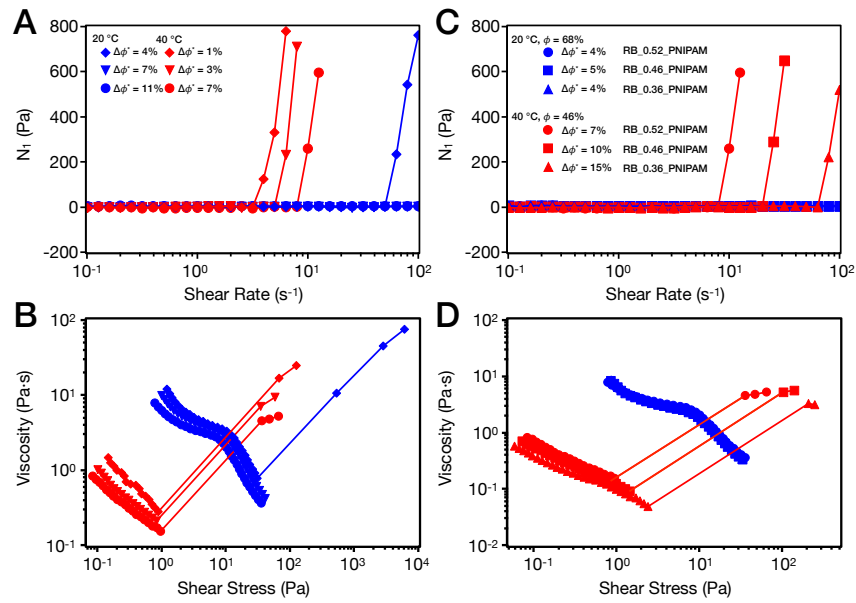 A
20 °C 40 °C
Δϕ* = 4% Δϕ* = 1%
Δϕ* = 7% Δϕ* = 3%
Δϕ* = 11% Δϕ* = 7%
800
600
400
200
0
-200
N₁ (Pa)
10⁻¹ 10⁰ 10¹ 10²
Shear Rate (s⁻¹)
C
20 °C, ϕ = 68%
Δϕ* = 4% RB_0.52_PNIPAM
Δϕ* = 5% RB_0.46_PNIPAM
Δϕ* = 4% RB_0.36_PNIPAM
40 °C, ϕ = 46%
Δϕ* = 7% RB_0.52_PNIPAM
Δϕ* = 10% RB_0.46_PNIPAM
Δϕ* = 15% RB_0.36_PNIPAM
800
600
400
200
0
-200
N₁ (Pa)
10⁻¹ 10⁰ 10¹ 10²
Shear Rate (s⁻¹)
B
10²
10¹
10⁰
10⁻¹
Viscosity (Pa·s)
10⁻¹ 10⁰ 10¹ 10² 10³ 10⁴
Shear Stress (Pa)
D
10²
10¹
10⁰
10⁻¹
10⁻²
Viscosity (Pa·s)
10⁻¹ 10⁰ 10¹ 10²
Shear Stress (Pa)